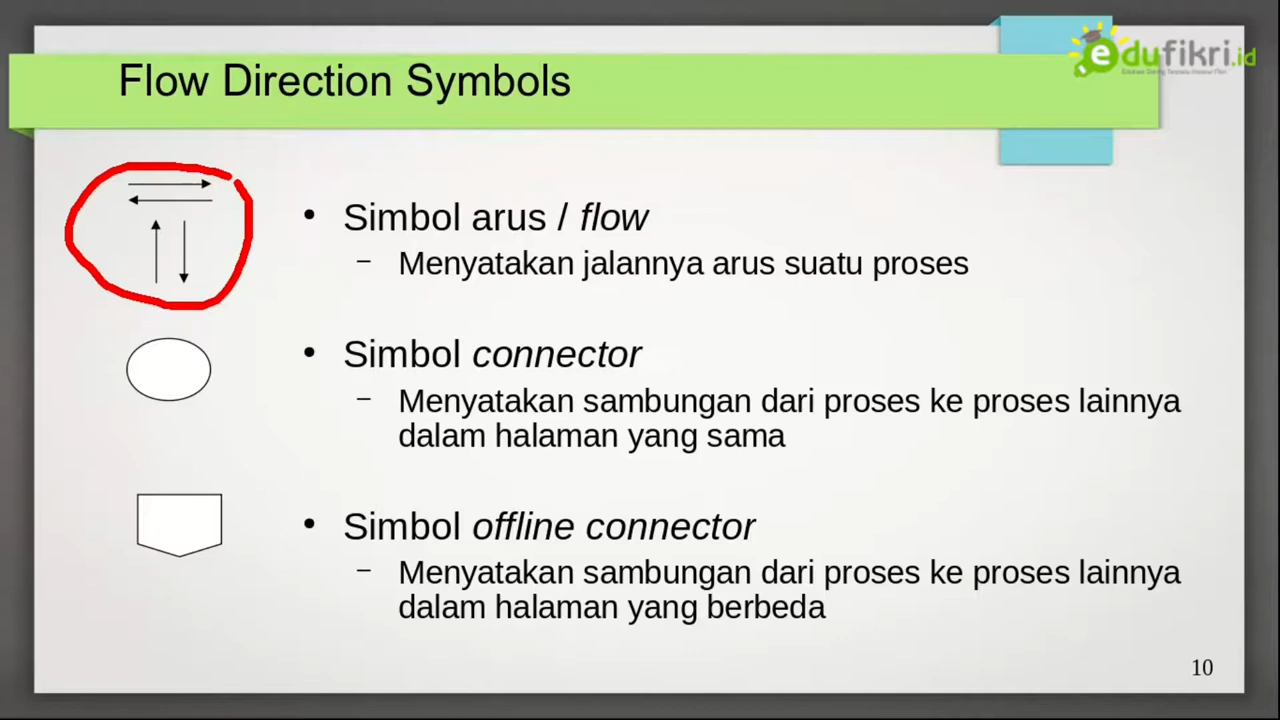 edufikri.id
Flow Direction Symbols
• Simbol arus / flow
– Menyatakan jalannya arus suatu proses
• Simbol connector
– Menyatakan sambungan dari proses ke proses lainnya
dalam halaman yang sama
• Simbol offline connector
– Menyatakan sambungan dari proses ke proses lainnya
dalam halaman yang berbeda
10